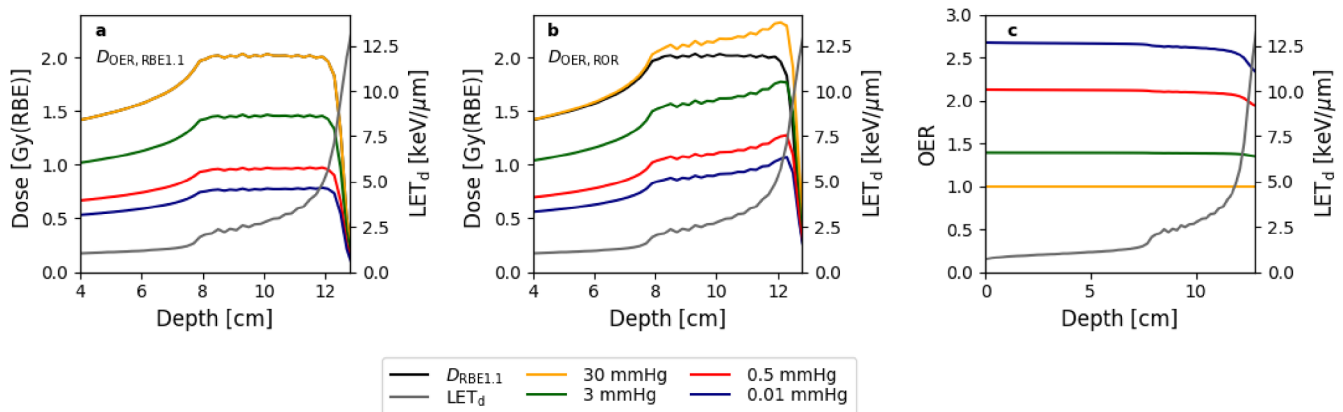 a
D_OER, RBE1.1
Dose [Gy(RBE)]
2.0
1.5
1.0
0.5
0.0
4 6 8 10 12
Depth [cm]
12.5
10.0
7.5
5.0
2.5
0.0
LET_d [keV/μm]
b
D_OER, ROR
Dose [Gy(RBE)]
2.0
1.5
1.0
0.5
0.0
4 6 8 10 12
Depth [cm]
12.5
10.0
7.5
5.0
2.5
0.0
LET_d [keV/μm]
c
OER
3.0
2.5
2.0
1.5
1.0
0.5
0.0
0 5 10
Depth [cm]
12.5
10.0
7.5
5.0
2.5
0.0
LET_d [keV/μm]
D_RBE1.1 30 mmHg 0.5 mmHg
LET_d 3 mmHg 0.01 mmHg